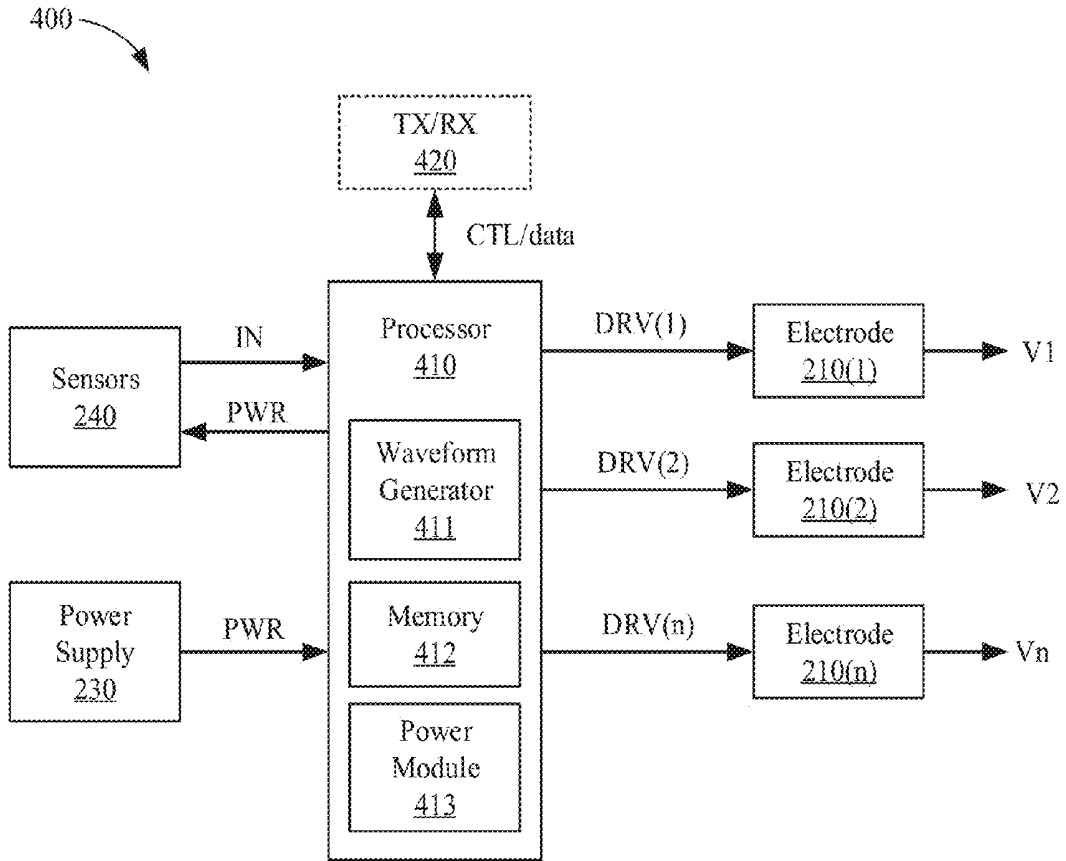 400
TX/RX
420
CTL/data
Sensors
240
IN
PWR
Power
Supply
230
PWR
Processor
410
Waveform
Generator
411
Memory
412
Power
Module
413
DRV(1)
Electrode
210(1)
V1
DRV(2)
Electrode
210(2)
V2
DRV(n)
Electrode
210(n)
Vn